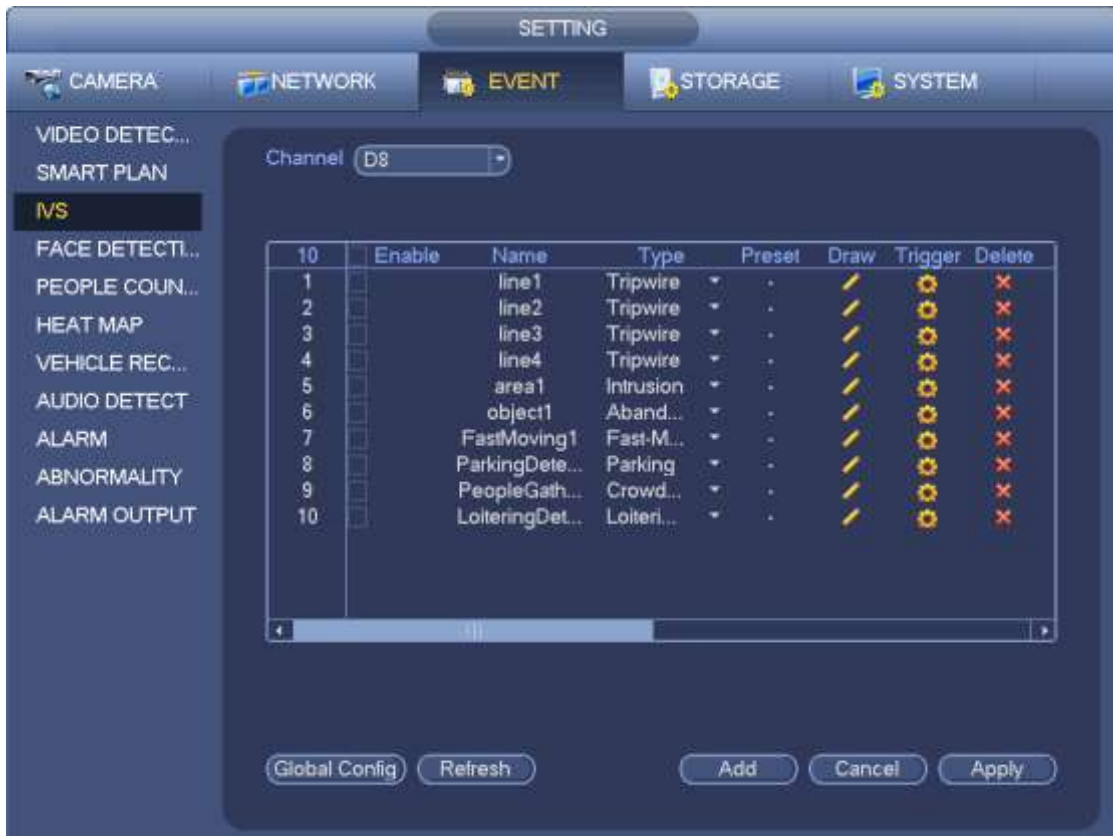 SETTING
CAMERA NETWORK EVENT STORAGE SYSTEM
VIDEO DETEC...
SMART PLAN
IVS
FACE DETECTI...
PEOPLE COUN...
HEAT MAP
VEHICLE REC...
AUDIO DETECT
ALARM
ABNORMALITY
ALARM OUTPUT
Channel D8
10 Enable Name Type Preset Draw Trigger Delete
1 line1 Tripwire -
2 line2 Tripwire -
3 line3 Tripwire -
4 line4 Tripwire -
5 area1 Intrusion -
6 object1 Aband... -
7 FastMoving1 Fast-M... -
8 ParkingDete... Parking -
9 PeopleGath... Crowd... -
10 LoiteringDet... Loiteri... -
Global Config Refresh Add Cancel Apply